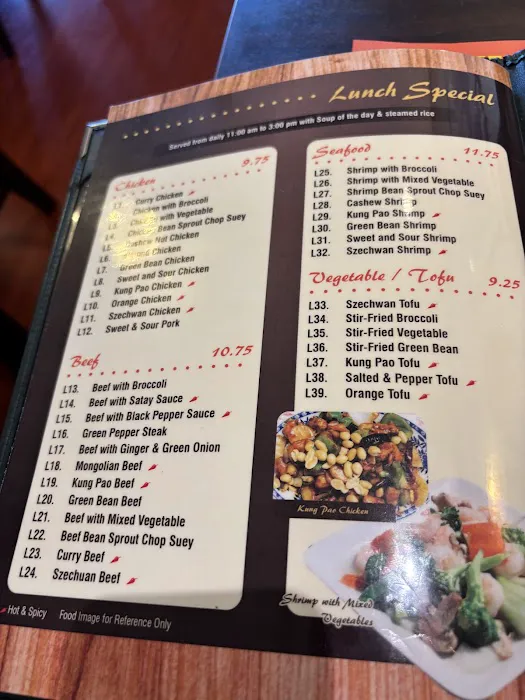 Lunch Special
Served from daily 11:00 am to 3:00 pm with Soup of the day & steamed rice
Chicken 9.75
Curry Chicken
Chicken with Broccoli
L3. Chicken with Vegetable
L4. Chicken Bean Sprout Chop Suey
L5. Cashew Nut Chicken
L6. Chicken
L7. Green Bean Chicken
L8. Sweet and Sour Chicken
L9. Kung Pao Chicken
L10. Orange Chicken
L11. Szechwan Chicken
L12. Sweet & Sour Pork
Beef 10.75
L13. Beef with Broccoli
L14. Beef with Satay Sauce
L15. Beef with Black Pepper Sauce
L16. Green Pepper Steak
L17. Beef with Ginger & Green Onion
L18. Mongolian Beef
L19. Kung Pao Beef
L20. Green Bean Beef
L21. Beef with Mixed Vegetable
L22. Beef Bean Sprout Chop Suey
L23. Curry Beef
L24. Szechuan Beef
Hot & Spicy Food Image for Reference Only
Seafood 11.75
L25. Shrimp with Broccoli
L26. Shrimp with Mixed Vegetable
L27. Shrimp Bean Sprout Chop Suey
L28. Cashew Shrimp
L29. Kung Pao Shrimp
L30. Green Bean Shrimp
L31. Sweet and Sour Shrimp
L32. Szechwan Shrimp
Vegetable / Tofu 9.25
L33. Szechwan Tofu
L34. Stir-Fried Broccoli
L35. Stir-Fried Vegetable
L36. Stir-Fried Green Bean
L37. Kung Pao Tofu
L38. Salted & Pepper Tofu
L39. Orange Tofu
Kung Pao Chicken
Shrimp with Mixed
Vegetables